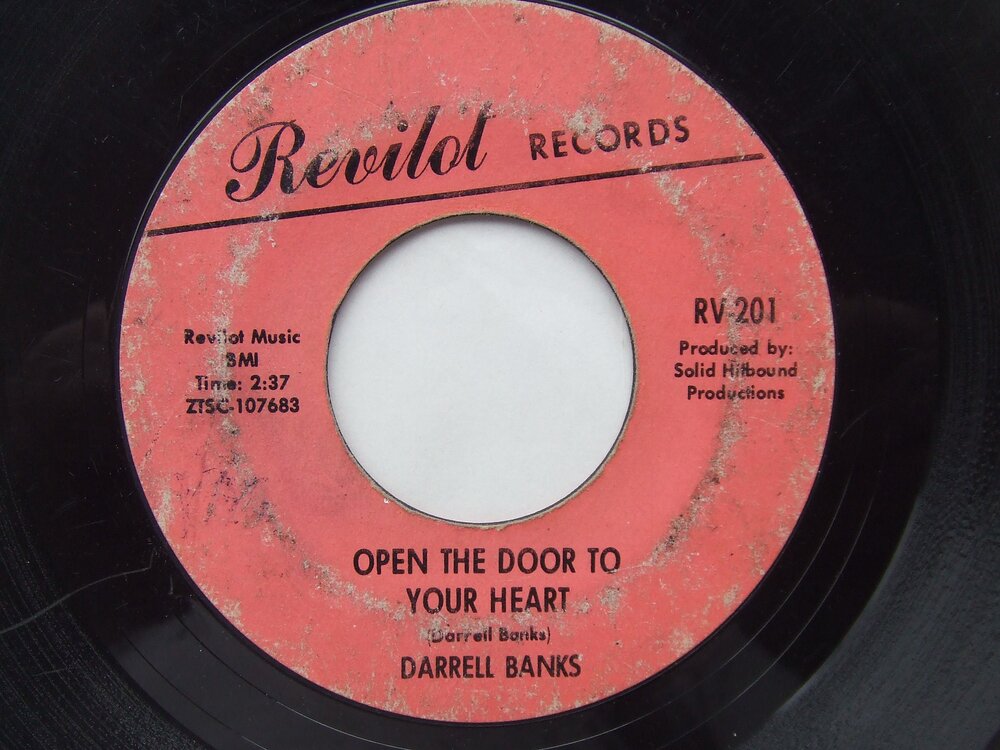 Revilot RECORDS
Revilot Music
BMI
Time: 2:37
ZTSC-107683
RV-201
Produced by:
Solid Hitbound
Productions
OPEN THE DOOR TO
YOUR HEART
(Darrell Banks)
DARRELL BANKS